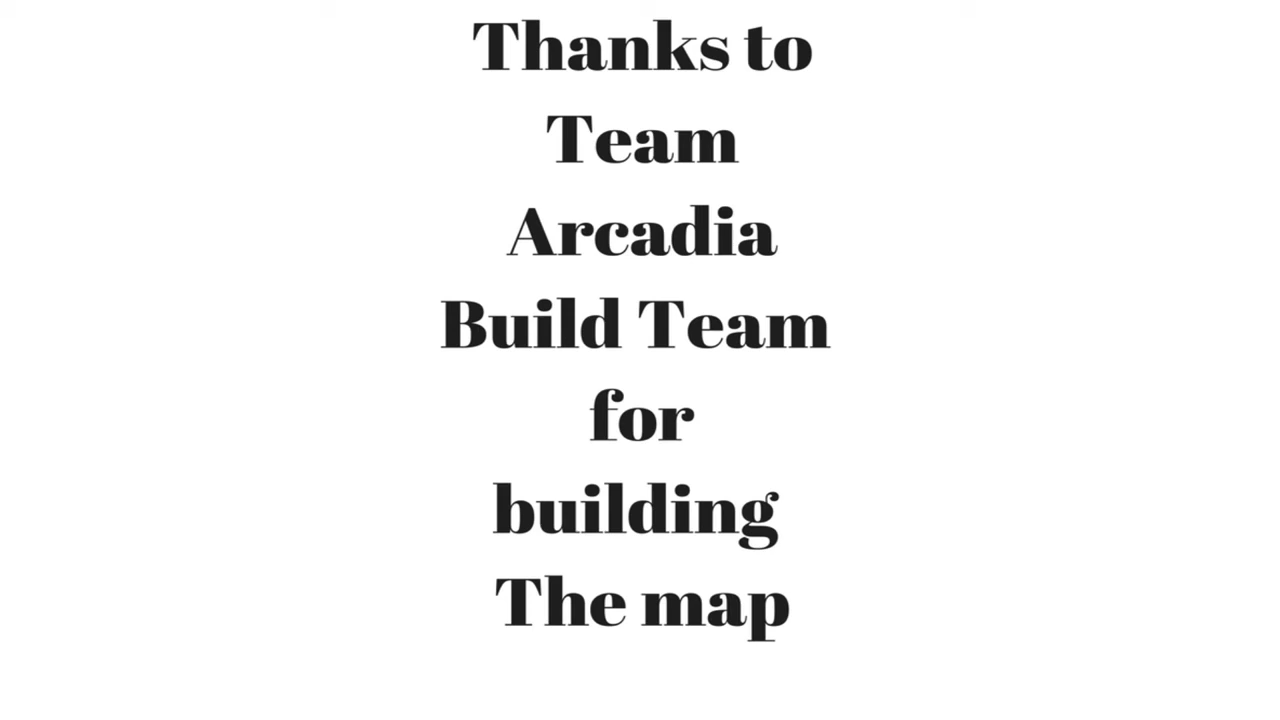 Thanks to
Team
Arcadia
Build Team
for
building
The map